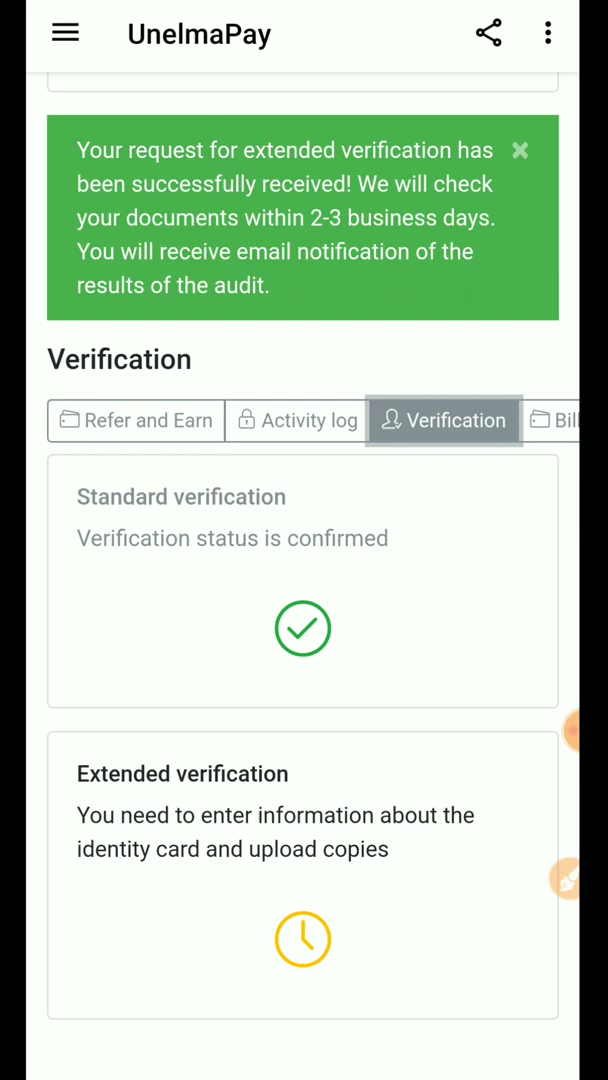 UnelmaPay
Your request for extended verification has
been successfully received! We will check
your documents within 2-3 business days.
You will receive email notification of the
results of the audit.
Verification
Refer and Earn
Activity log
Verification
Standard verification
Verification status is confirmed
Extended verification
You need to enter information about the
identity card and upload copies